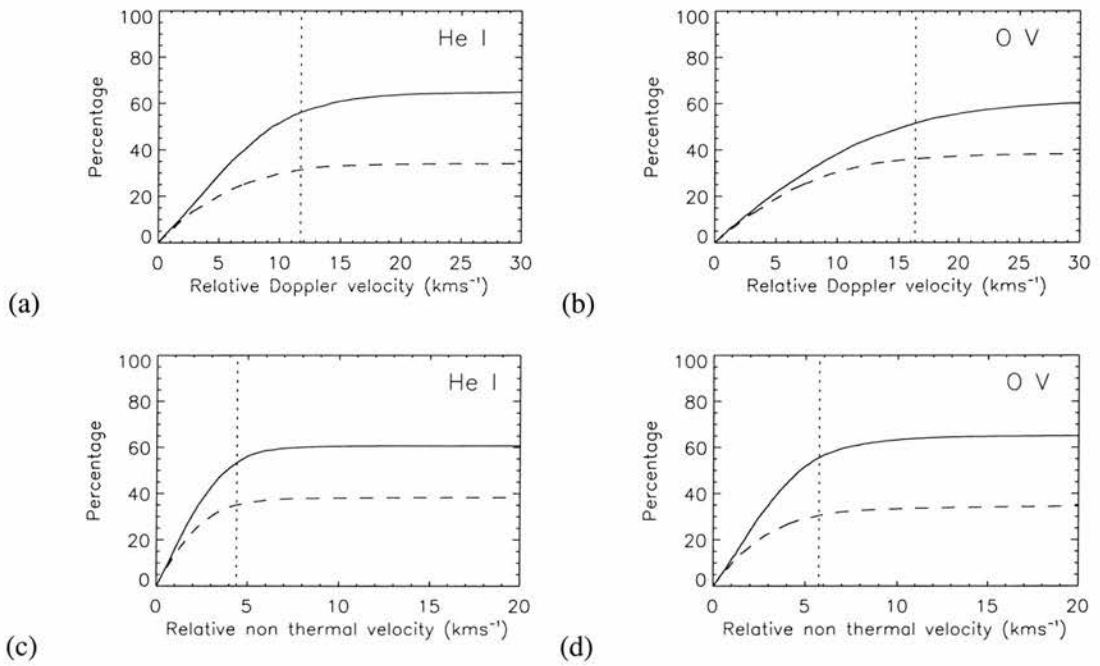 100
He I
80
60
40
20
0
Percentage
0 5 10 15 20 25 30
Relative Doppler velocity (kms⁻¹)
(a)
100
O V
80
60
40
20
0
Percentage
0 5 10 15 20 25 30
Relative Doppler velocity (kms⁻¹)
(b)
100
He I
80
60
40
20
0
Percentage
0 5 10 15 20
Relative non thermal velocity (kms⁻¹)
(c)
100
O V
80
60
40
20
0
Percentage
0 5 10 15 20
Relative non thermal velocity (kms⁻¹)
(d)